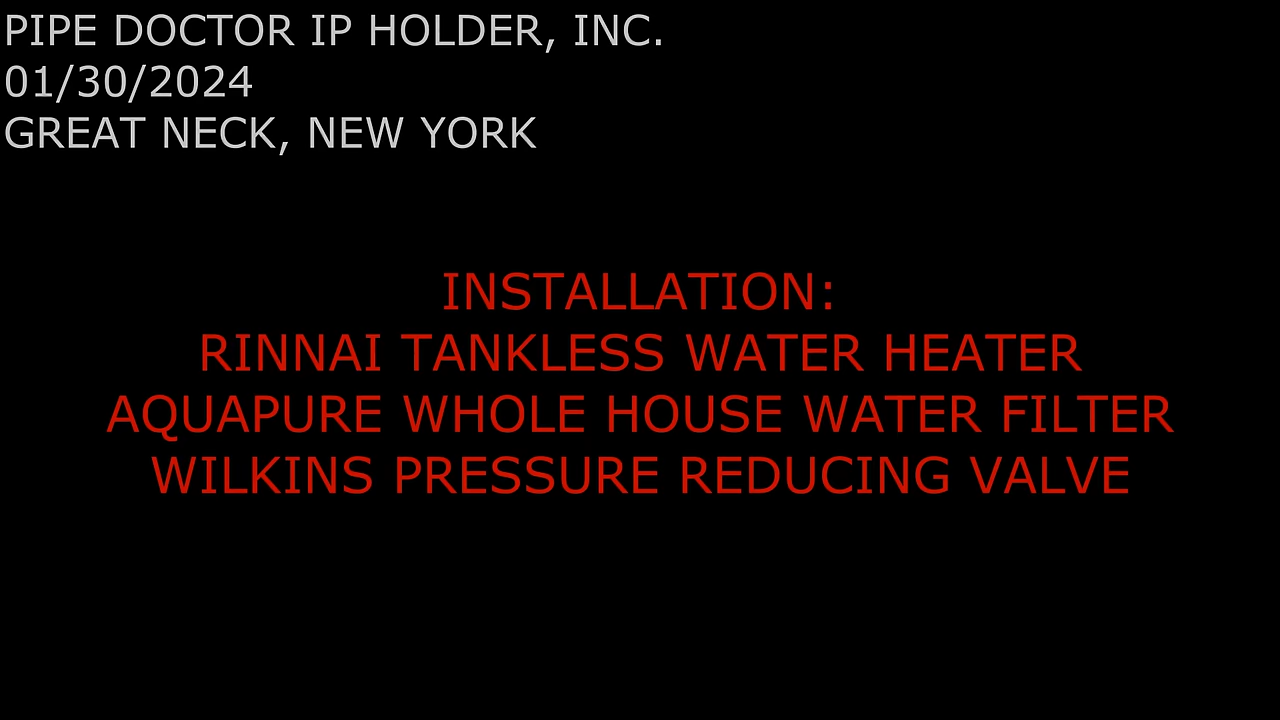 PIPE DOCTOR IP HOLDER, INC.
01/30/2024
GREAT NECK, NEW YORK
INSTALLATION:
RINNAI TANKLESS WATER HEATER
AQUAPURE WHOLE HOUSE WATER FILTER
WILKINS PRESSURE REDUCING VALVE